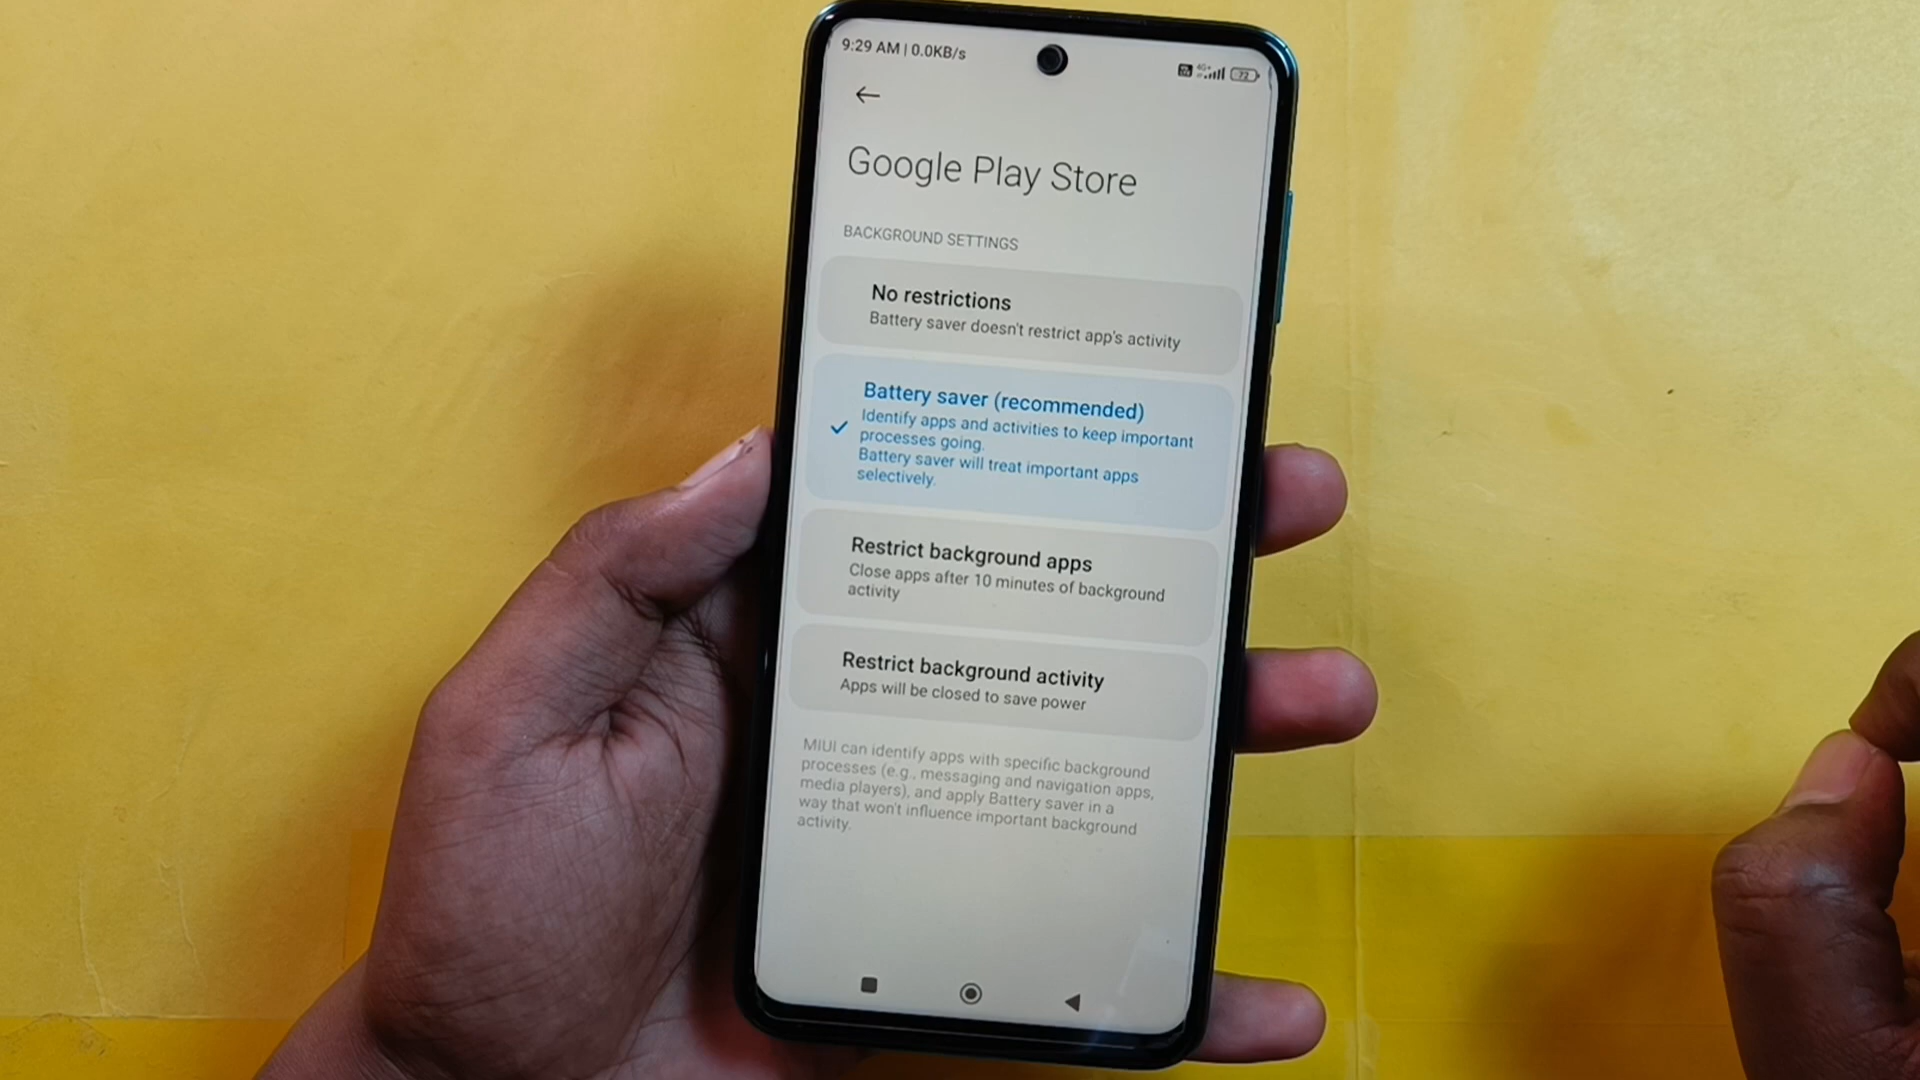 9:29 AM | 0.0KB/s
4G+
72
Google Play Store
BACKGROUND SETTINGS
No restrictions
Battery saver doesn't restrict app's activity
Battery saver (recommended)
Identify apps and activities to keep important
processes going.
Battery saver will treat important apps
selectively.
Restrict background apps
Close apps after 10 minutes of background
activity
Restrict background activity
Apps will be closed to save power
MIUI can identify apps with specific background
processes (e.g., messaging and navigation apps,
media players), and apply Battery saver in a
way that won't influence important background
activity.